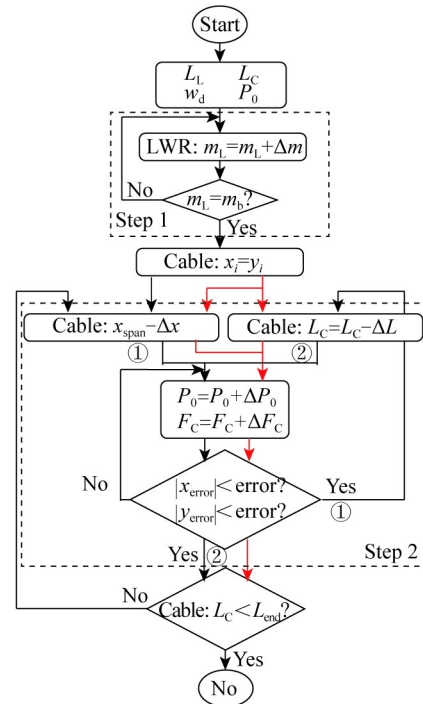 Start
L_L L_C
w_d P_0
LWR: m_L=m_L+Δm
No
m_L=m_b?
Step 1
Yes
Cable: x_i=y_i
Cable: x_span−Δx
Cable: L_C=L_C−ΔL
① ②
P_0=P_0+ΔP_0
F_C=F_C+ΔF_C
No
|x_error|<error?
Yes
|y_error|<error?
①
Yes ②
Step 2
No
Cable: L_C<L_end?
Yes
No